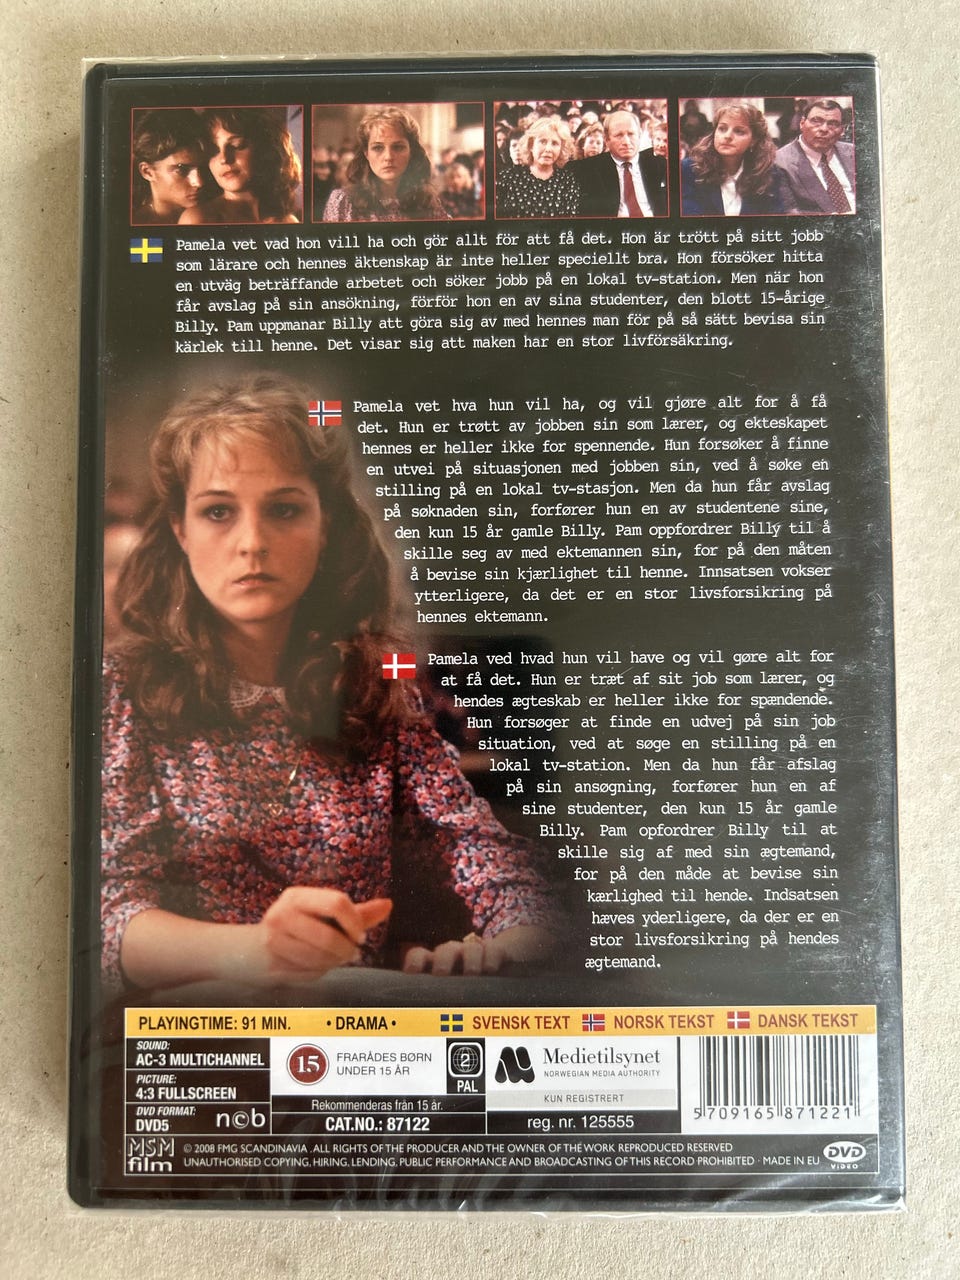 Pamela vet vad hon vill ha och gör allt för att få det. Hon är trött på sitt jobb
som lärare och hennes äktenskap är inte heller speciellt bra. Hon försöker hitta
en utväg beträffande arbetet och söker jobb på en lokal tv-station. Men när hon
får avslag på sin ansökning, förför hon en av sina studenter, den blott 15-årige
Billy. Pam uppmanar Billy att göra sig av med hennes man för på så sätt bevisa sin
kärlek till henne. Det visar sig att maken har en stor livförsäkring.
Pamela vet hva hun vil ha, og vil gjøre alt for å få
det. Hun er trøtt av jobben sin som lærer, og ekteskapet
hennes er heller ikke for spennende. Hun forsøker å finne
en utvei på situasjonen med jobben sin, ved å søke en
stilling på en lokal tv-stasjon. Men da hun får avslag
på søknaden sin, forfører hun en av studentene sine,
den kun 15 år gamle Billy. Pam oppfordrer Billy til å
skille seg av med ektemannen sin, for på den måten
å bevise sin kjærlighet til henne. Innsatsen vokser
ytterligere, da det er en stor livsforsikring på
hennes ektemann.
Pamela ved hvad hun vil have og vil gøre alt for
at få det. Hun er træt af sit job som lærer, og
hendes ægteskab er heller ikke for spændende.
Hun forsøger at finde en udvej på sin job
situation, ved at søge en stilling på en
lokal tv-station. Men da hun får afslag
på sin ansøgning, forfører hun en af
sine studenter, den kun 15 år gamle
Billy. Pam opfordrer Billy til at
skille sig af med sin ægtemand,
for på den måde at bevise sin
kærlighed til hende. Indsatsen
hæves yderligere, da der er en
stor livsforsikring på hendes
ægtemand.
PLAYINGTIME: 91 MIN. • DRAMA • SVENSK TEXT NORSK TEKST DANSK TEKST
SOUND:
AC-3 MULTICHANNEL
PICTURE:
4:3 FULLSCREEN
DVD FORMAT:
DVD5
ncb
15
FRARÅDES BØRN
UNDER 15 ÅR
2
PAL
Rekommenderas från 15 år.
CAT.NO.: 87122
Medietilsynet
NORWEGIAN MEDIA AUTHORITY
KUN REGISTRERT
reg. nr. 125555
5 709165 871221
MSM
film
© 2008 FMG SCANDINAVIA . ALL RIGHTS OF THE PRODUCER AND THE OWNER OF THE WORK REPRODUCED RESERVED
UNAUTHORISED COPYING, HIRING, LENDING, PUBLIC PERFORMANCE AND BROADCASTING OF THIS RECORD PROHIBITED · MADE IN EU
DVD
VIDEO